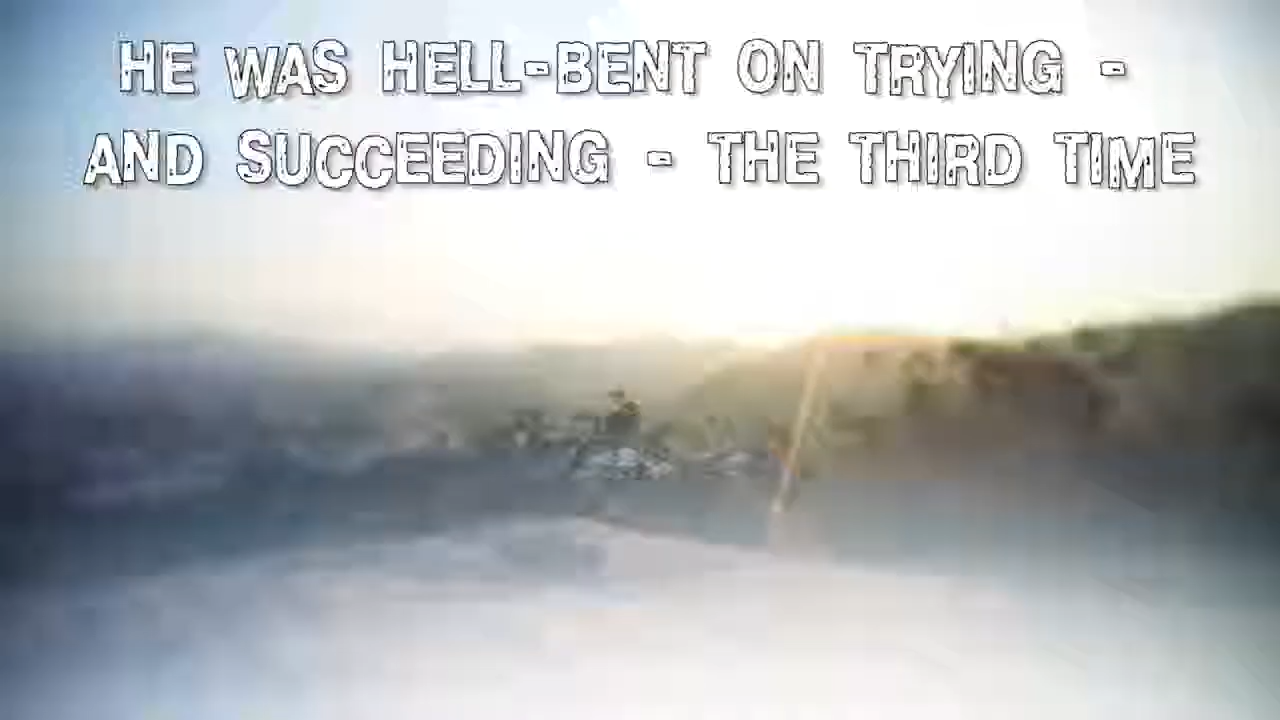 HE WAS HELL-BENT ON TRYING -
AND SUCCEEDING - THE THIRD TIME